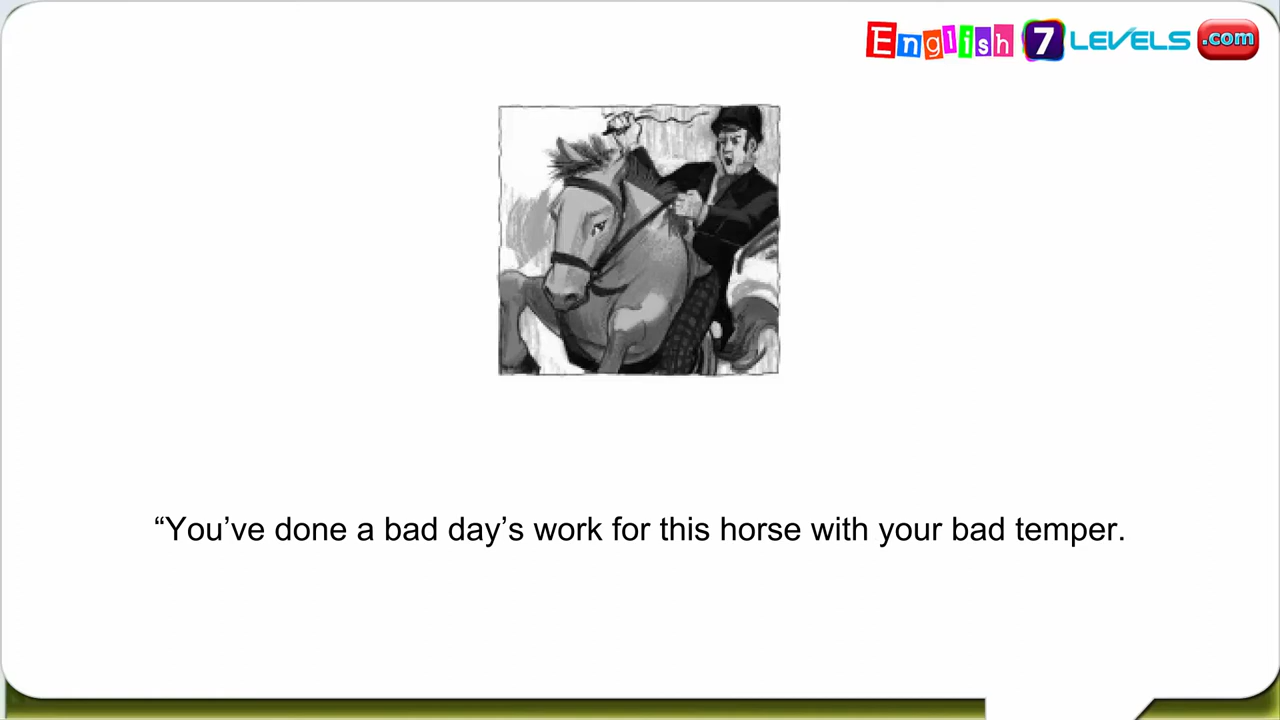 English 7 LEVELS .com
“You’ve done a bad day’s work for this horse with your bad temper.